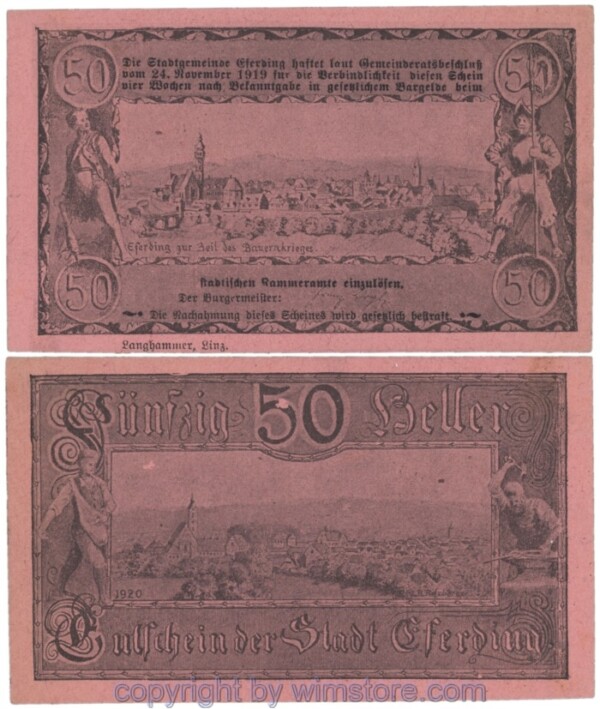 50
50
Die Stadtgemeinde Eferding haftet laut Gemeinderatsbeschluß
vom 24. November 1919 für die Verbindlichkeit diesen Schein
vier Wochen nach Bekanntgabe in gesetzlichem Bargelde beim
Eferding zur Zeit des Bauernkrieges.
50
50
städtischen Kammeramte einzulösen.
Der Bürgermeister:
Die Nachahmung dieses Scheines wird gesetzlich bestraft.
Langhammer, Linz.
Fünfzig 50 Heller
1920
Gutschein der Stadt Eferding
copyright by wimstore.com